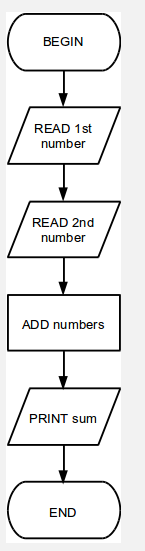 BEGIN
READ 1st
number
READ 2nd
number
ADD numbers
PRINT sum
END